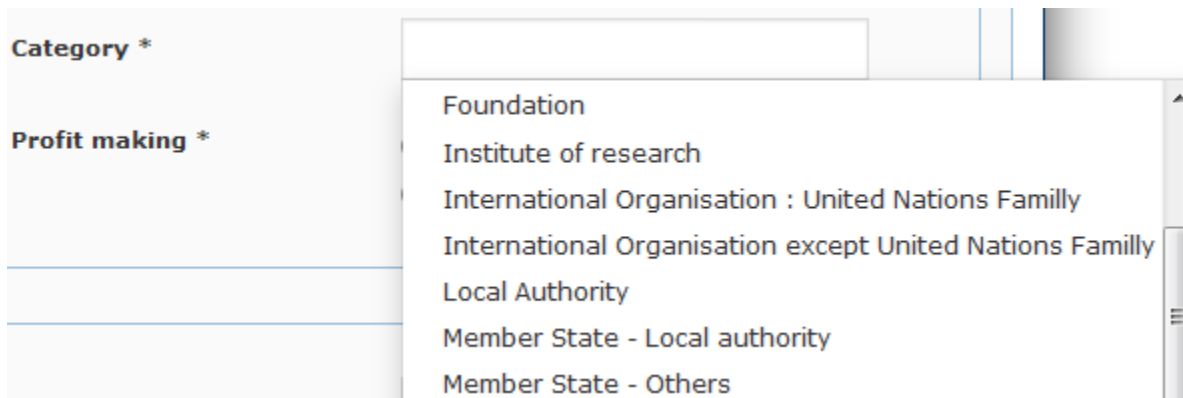 Category *
Foundation
Profit making *
Institute of research
International Organisation : United Nations Familly
International Organisation except United Nations Familly
Local Authority
Member State - Local authority
Member State - Others